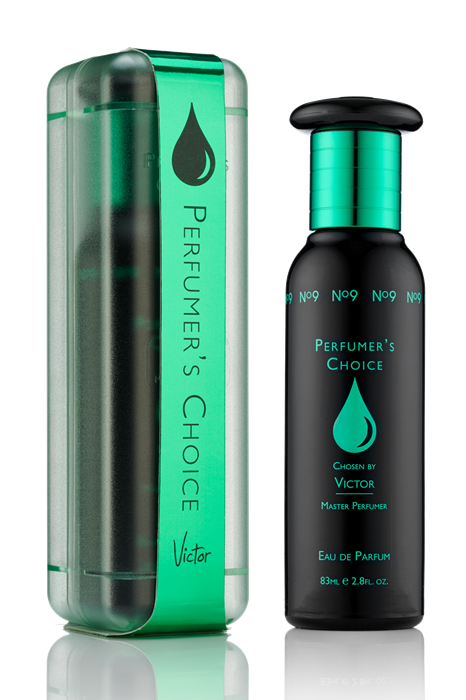 PERFUMER'S CHOICE
Victor
No9 No9 No9
PERFUMER'S
CHOICE
CHOSEN BY
VICTOR
MASTER PERFUMER
EAU DE PARFUM
83ML e 2.8FL. OZ.